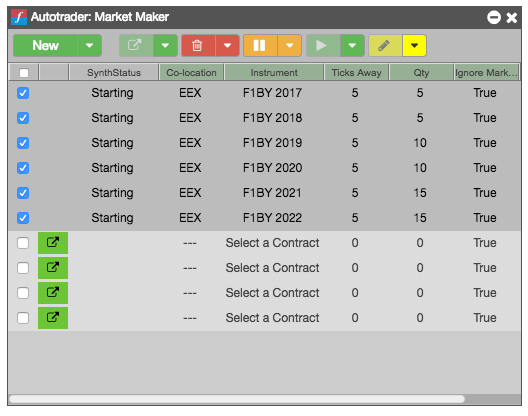 Autotrader: Market Maker
New
SynthStatus Co-location Instrument Ticks Away Qty Ignore Mark...
Starting EEX F1BY 2017 5 5 True
Starting EEX F1BY 2018 5 5 True
Starting EEX F1BY 2019 5 10 True
Starting EEX F1BY 2020 5 10 True
Starting EEX F1BY 2021 5 15 True
Starting EEX F1BY 2022 5 15 True
--- Select a Contract 0 0 True
--- Select a Contract 0 0 True
--- Select a Contract 0 0 True
--- Select a Contract 0 0 True